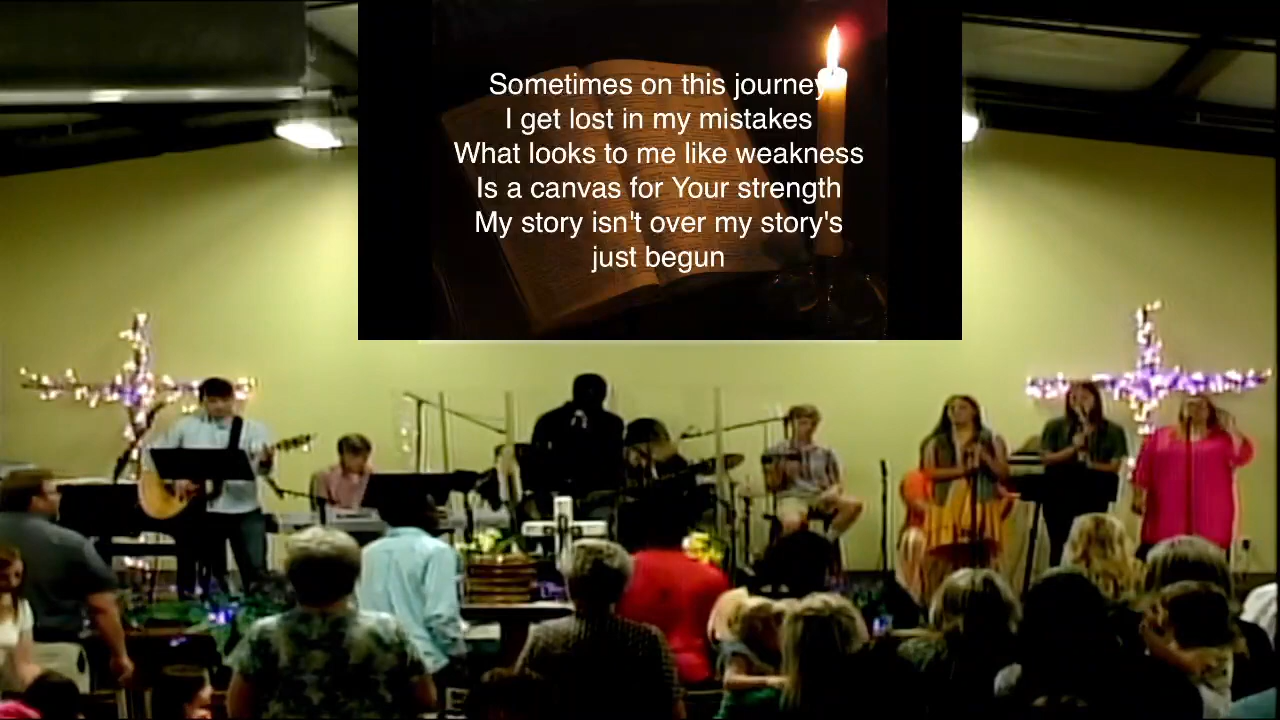 Sometimes on this journey
I get lost in my mistakes
What looks to me like weakness
Is a canvas for Your strength
My story isn't over my story's
just begun